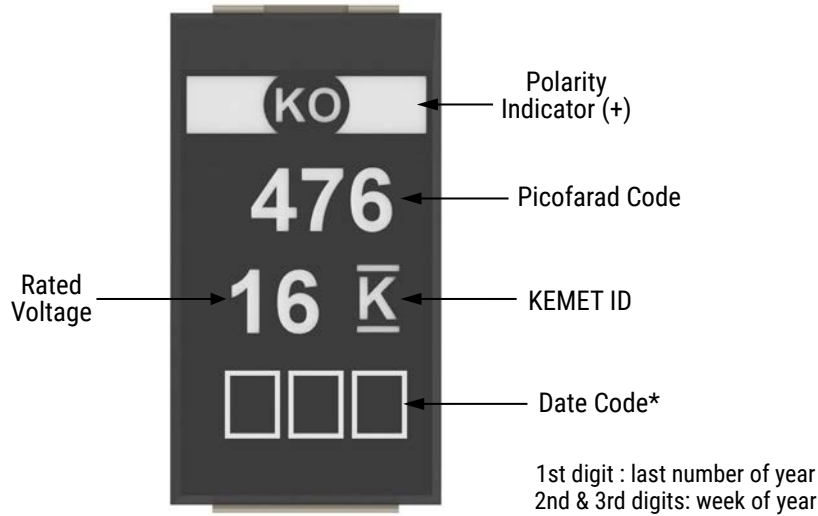 KO
Polarity
Indicator (+)
476
Picofarad Code
Rated
Voltage
16 K
KEMET ID
Date Code*
1st digit : last number of year
2nd & 3rd digits: week of year